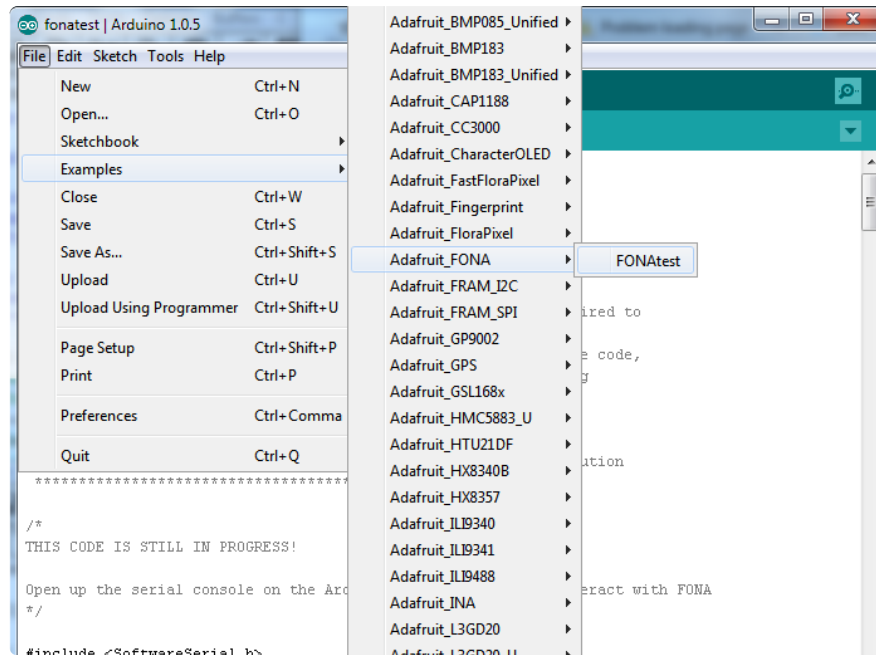 fonatest | Arduino 1.0.5
File Edit Sketch Tools Help
New Ctrl+N
Open... Ctrl+O
Sketchbook
Examples
Close Ctrl+W
Save Ctrl+S
Save As... Ctrl+Shift+S
Upload Ctrl+U
Upload Using Programmer Ctrl+Shift+U
Page Setup Ctrl+Shift+P
Print Ctrl+P
Preferences Ctrl+Comma
Quit Ctrl+Q
Adafruit_BMP085_Unified
Adafruit_BMP183
Adafruit_BMP183_Unified
Adafruit_CAP1188
Adafruit_CC3000
Adafruit_CharacterOLED
Adafruit_FastFloraPixel
Adafruit_Fingerprint
Adafruit_FloraPixel
Adafruit_FONA
Adafruit_FRAM_I2C
Adafruit_FRAM_SPI
Adafruit_GP9002
Adafruit_GPS
Adafruit_GSL168x
Adafruit_HMC5883_U
Adafruit_HTU21DF
Adafruit_HX8340B
Adafruit_HX8357
Adafruit_ILI9340
Adafruit_ILI9341
Adafruit_ILI9488
Adafruit_INA
Adafruit_L3GD20
Adafruit_L3GD20_U
FONAtest
ired to
e code,
g
ution
************************************
/*
THIS CODE IS STILL IN PROGRESS!
Open up the serial console on the Ard eract with FONA
*/
#include <SoftwareSerial.h>